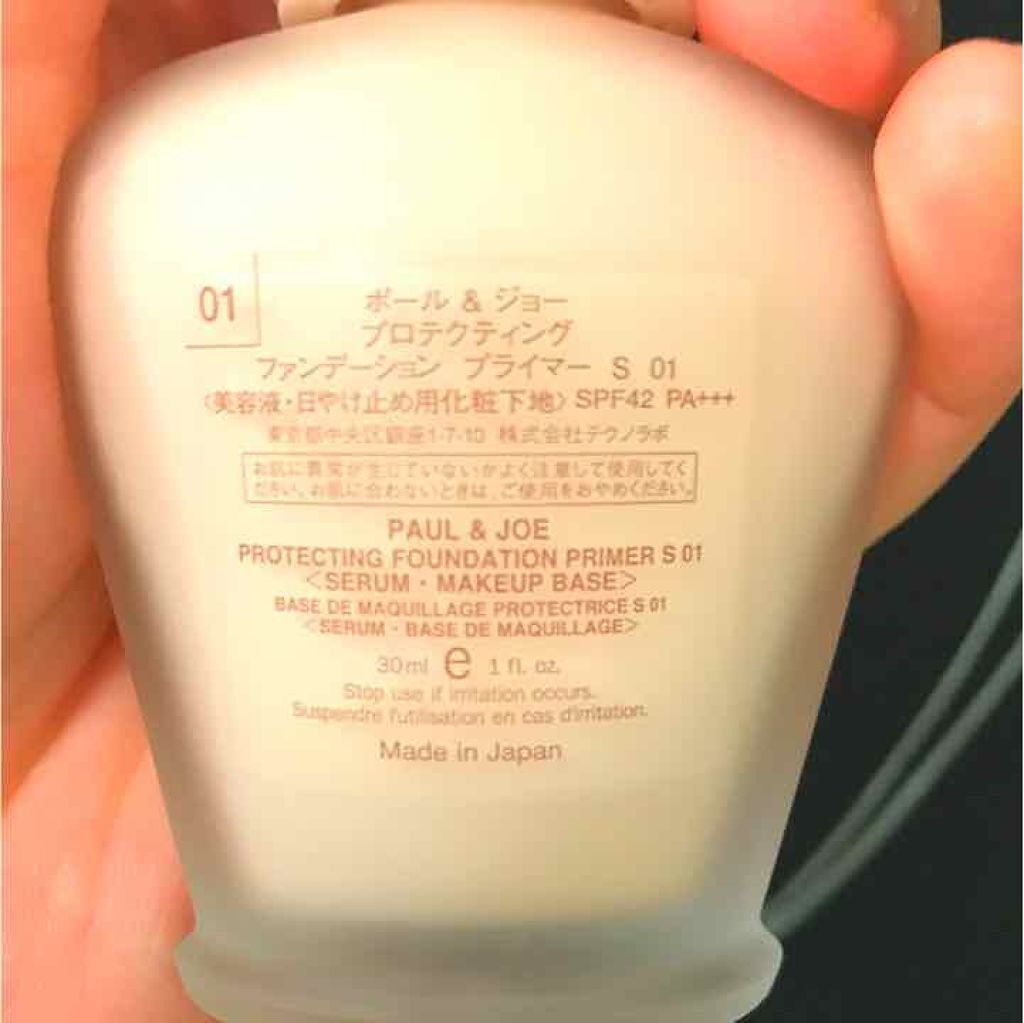 01
ポール & ジョー
プロテクティング
ファンデーション プライマー S 01
〈美容液・日やけ止め用化粧下地〉 SPF42 PA+++
東京都中央区銀座1-7-10 株式会社テクノラボ
お肌に異常が生じていないかよく注意して使用してく
ださい。お肌に合わないときは、ご使用をおやめください。
PAUL & JOE
PROTECTING FOUNDATION PRIMER S 01
<SERUM・MAKEUP BASE>
BASE DE MAQUILLAGE PROTECTRICE S 01
<SERUM・BASE DE MAQUILLAGE>
30ml e 1 fl. oz.
Stop use if irritation occurs.
Suspendre l'utilisation en cas d'irritation.
Made in Japan